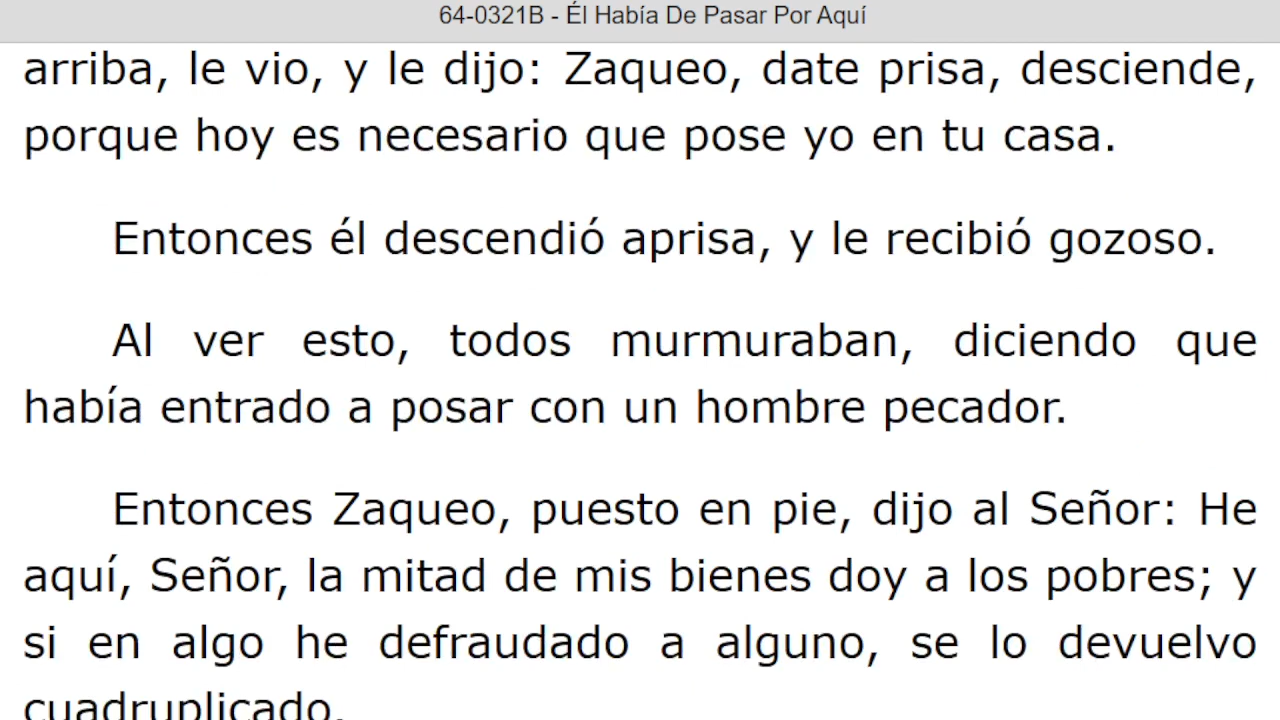 64-0321B - Él Había De Pasar Por Aquí
arriba, le vio, y le dijo: Zaqueo, date prisa, desciende,
porque hoy es necesario que pose yo en tu casa.
Entonces él descendió aprisa, y le recibió gozoso.
Al ver esto, todos murmuraban, diciendo que
había entrado a posar con un hombre pecador.
Entonces Zaqueo, puesto en pie, dijo al Señor: He
aquí, Señor, la mitad de mis bienes doy a los pobres; y
si en algo he defraudado a alguno, se lo devuelvo
cuadruplicado.